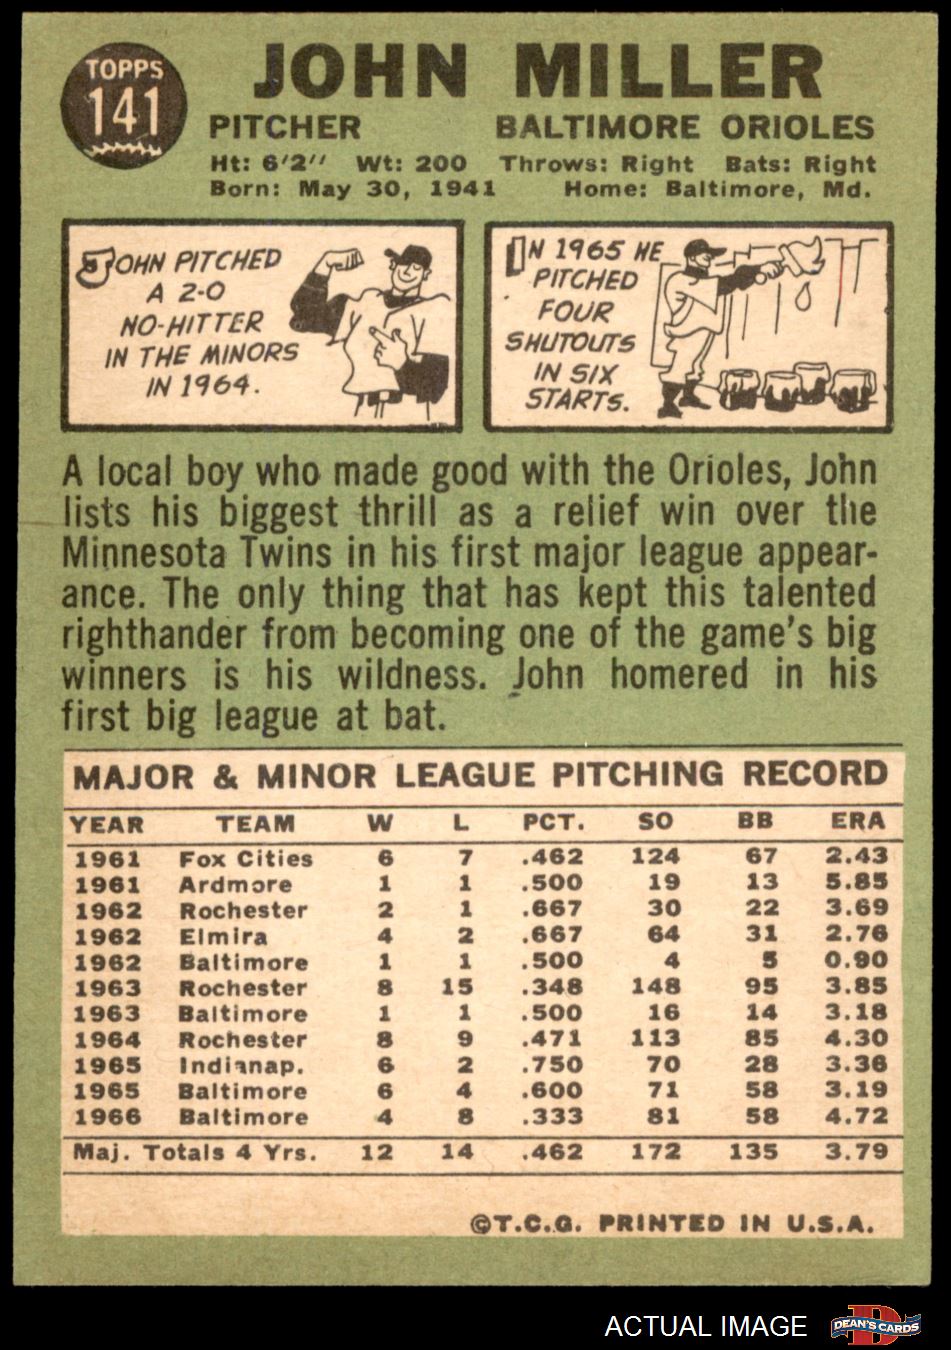 TOPPS
141
JOHN MILLER
PITCHER BALTIMORE ORIOLES
Ht: 6'2" Wt: 200 Throws: Right Bats: Right
Born: May 30, 1941 Home: Baltimore, Md.
JOHN PITCHED
A 2-0
NO-HITTER
IN THE MINORS
IN 1964.
IN 1965 HE
PITCHED
FOUR
SHUTOUTS
IN SIX
STARTS.
A local boy who made good with the Orioles, John
lists his biggest thrill as a relief win over the
Minnesota Twins in his first major league appear-
ance. The only thing that has kept this talented
righthander from becoming one of the game's big
winners is his wildness. John homered in his
first big league at bat.
MAJOR & MINOR LEAGUE PITCHING RECORD
YEAR TEAM W L PCT. SO BB ERA
1961 Fox Cities 6 7 .462 124 67 2.43
1961 Ardmore 1 1 .500 19 13 5.85
1962 Rochester 2 1 .667 30 22 3.69
1962 Elmira 4 2 .667 64 31 2.76
1962 Baltimore 1 1 .500 4 5 0.90
1963 Rochester 8 15 .348 148 95 3.85
1963 Baltimore 1 1 .500 16 14 3.18
1964 Rochester 8 9 .471 113 85 4.30
1965 Indianap. 6 2 .750 70 28 3.36
1965 Baltimore 6 4 .600 71 58 3.19
1966 Baltimore 4 8 .333 81 58 4.72
Maj. Totals 4 Yrs. 12 14 .462 172 135 3.79
©T.C.G. PRINTED IN U.S.A.
ACTUAL IMAGE DEAN'S CARDS